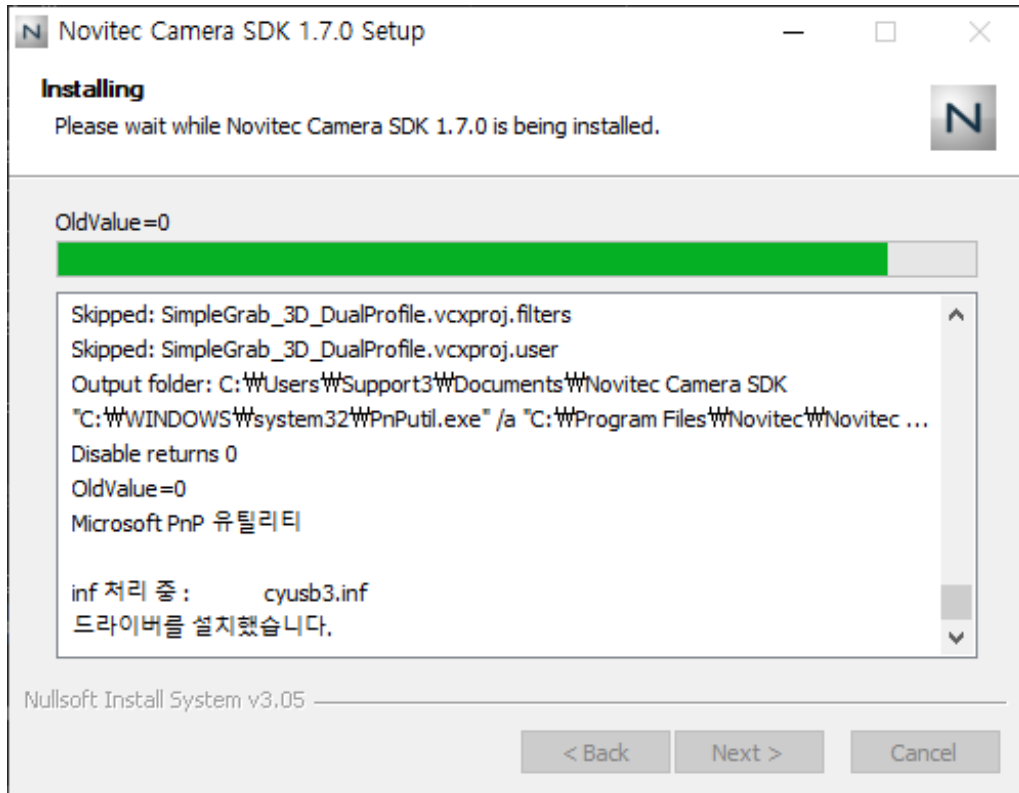 Novitec Camera SDK 1.7.0 Setup
Installing
Please wait while Novitec Camera SDK 1.7.0 is being installed.
N
OldValue=0
Skipped: SimpleGrab_3D_DualProfile.vcxproj.filters
Skipped: SimpleGrab_3D_DualProfile.vcxproj.user
Output folder: C:₩Users₩Support3₩Documents₩Novitec Camera SDK
"C:₩WINDOWS₩system32₩PnPutil.exe" /a "C:₩Program Files₩Novitec₩Novitec ...
Disable returns 0
OldValue=0
Microsoft PnP 유틸리티
inf 처리 중 : cyusb3.inf
드라이버를 설치했습니다.
Nullsoft Install System v3.05
< Back Next > Cancel